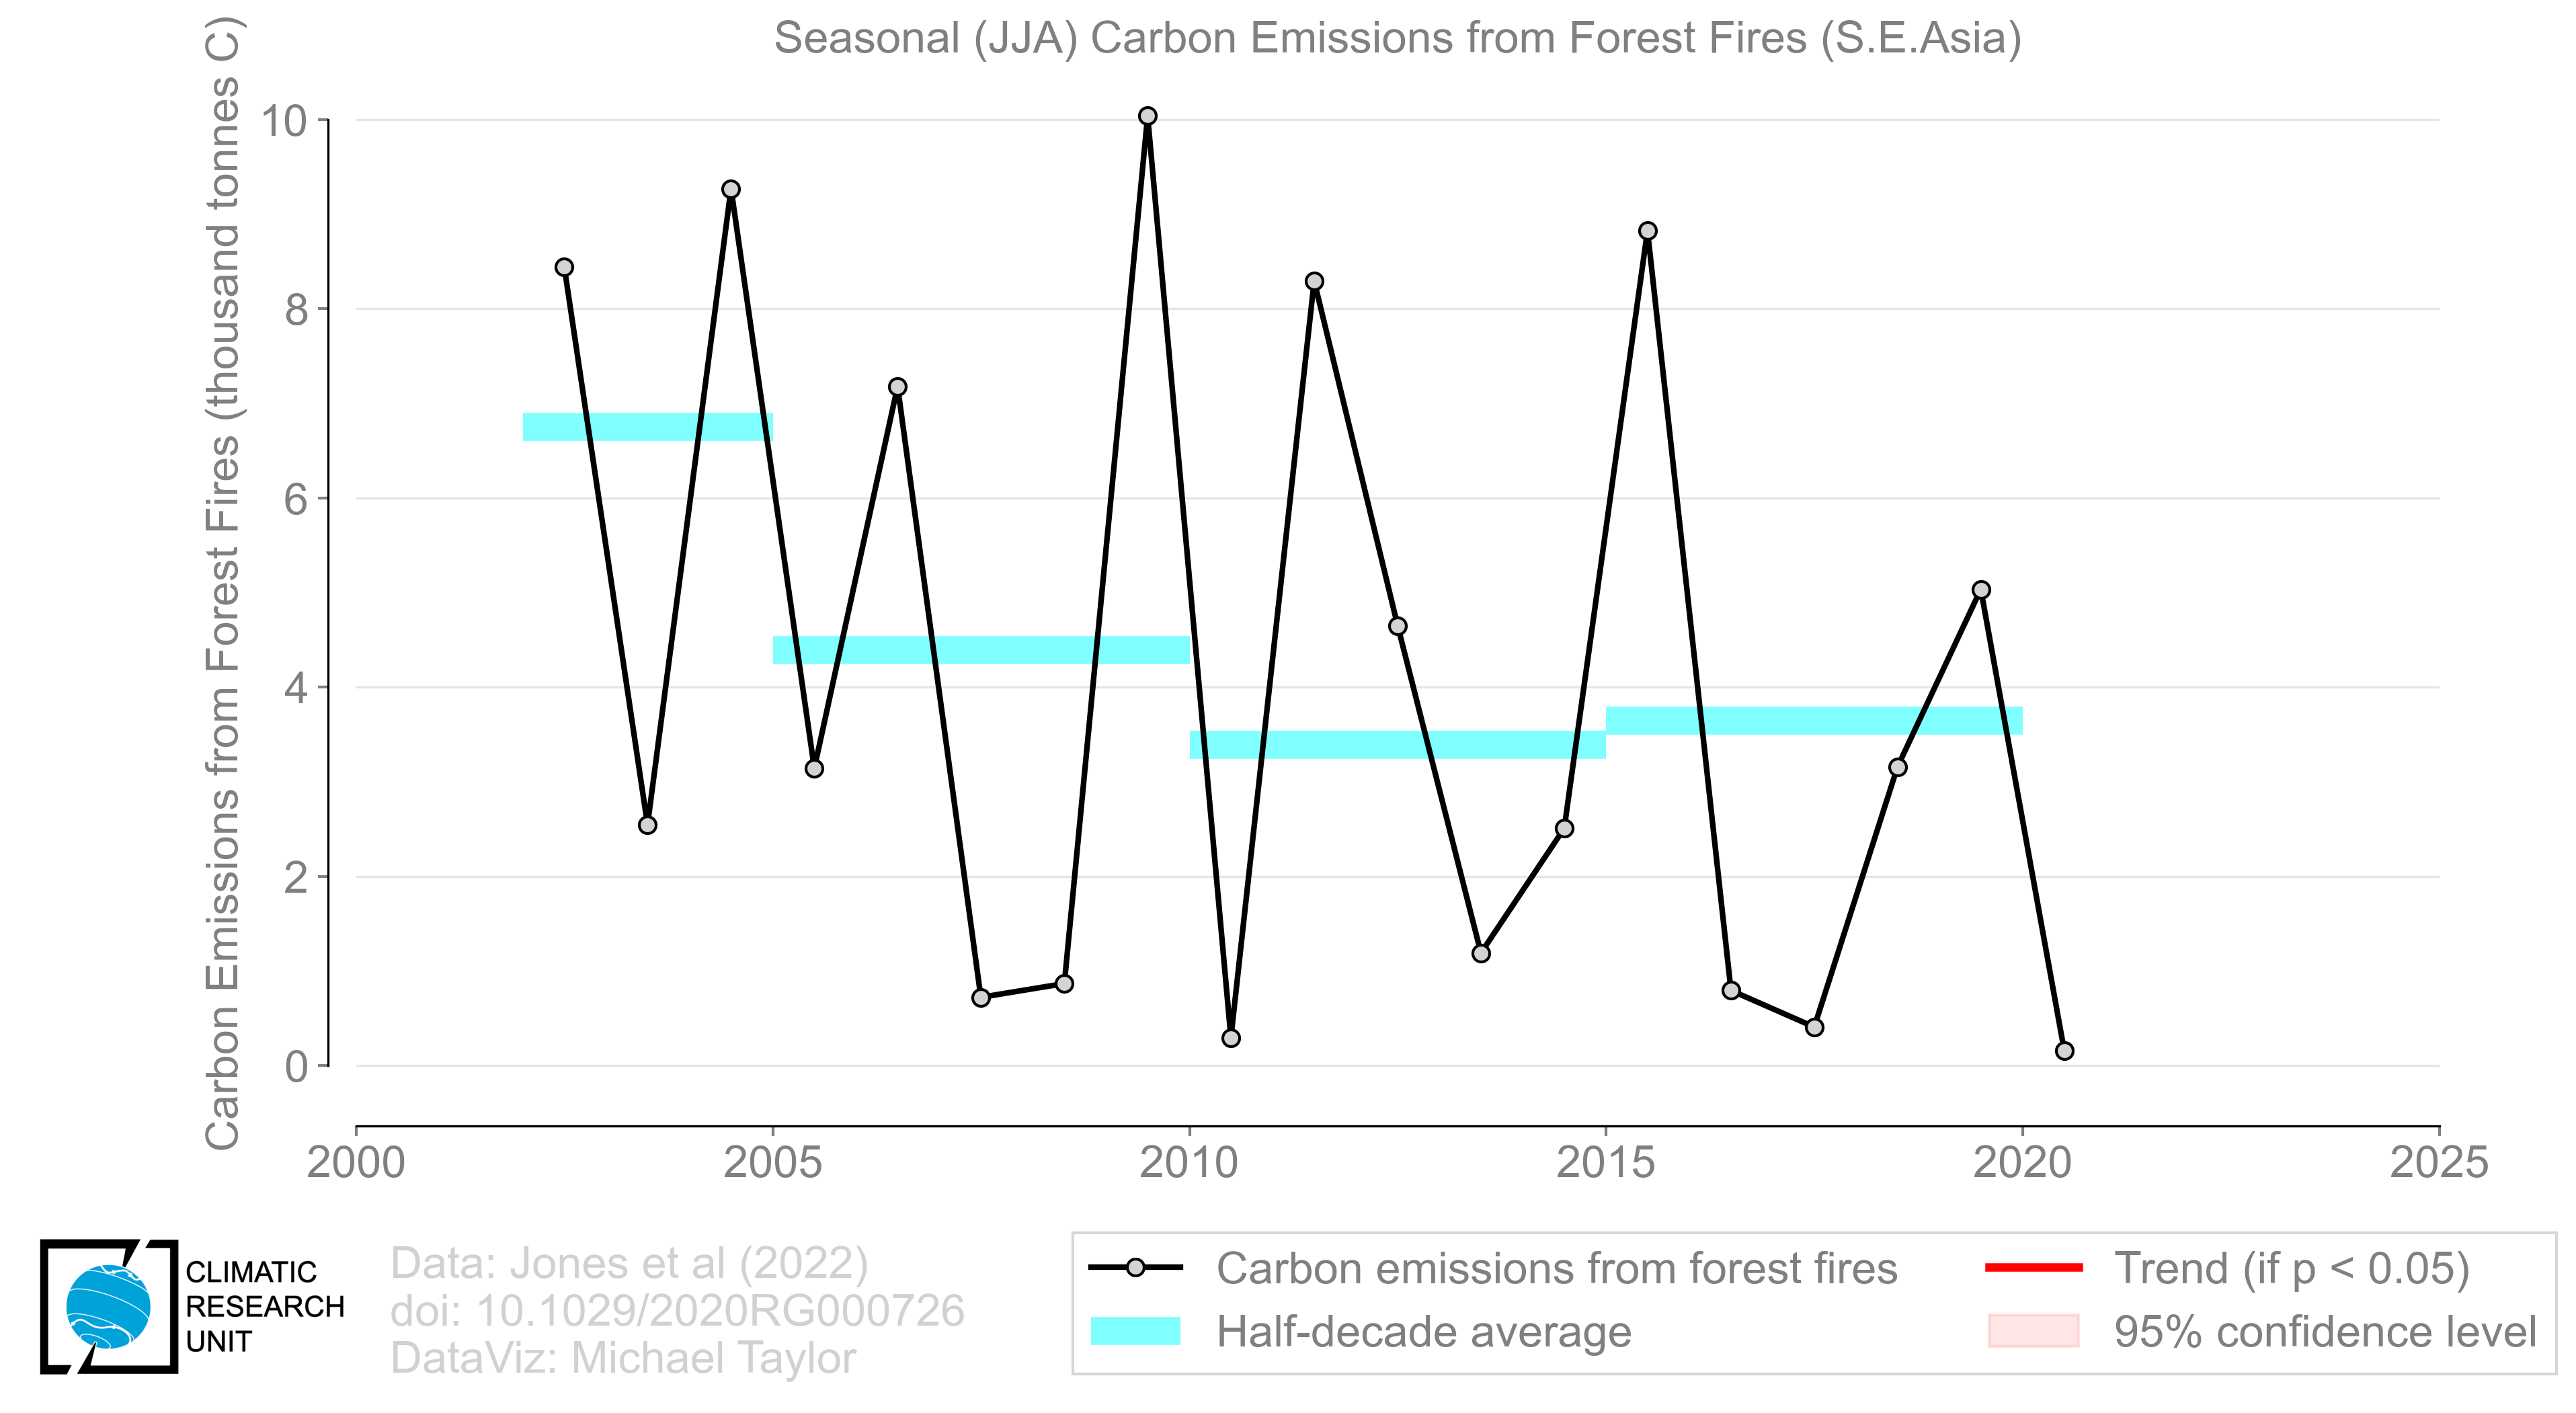 Seasonal (JJA) Carbon Emissions from Forest Fires (S.E.Asia)
Carbon Emissions from Forest Fires (thousand tonnes C)
10
8
6
4
2
0
2000 2005 2010 2015 2020 2025
CLIMATIC
RESEARCH
UNIT
Data: Jones et al (2022)
doi: 10.1029/2020RG000726
DataViz: Michael Taylor
Carbon emissions from forest fires
Half-decade average
Trend (if p < 0.05)
95% confidence level